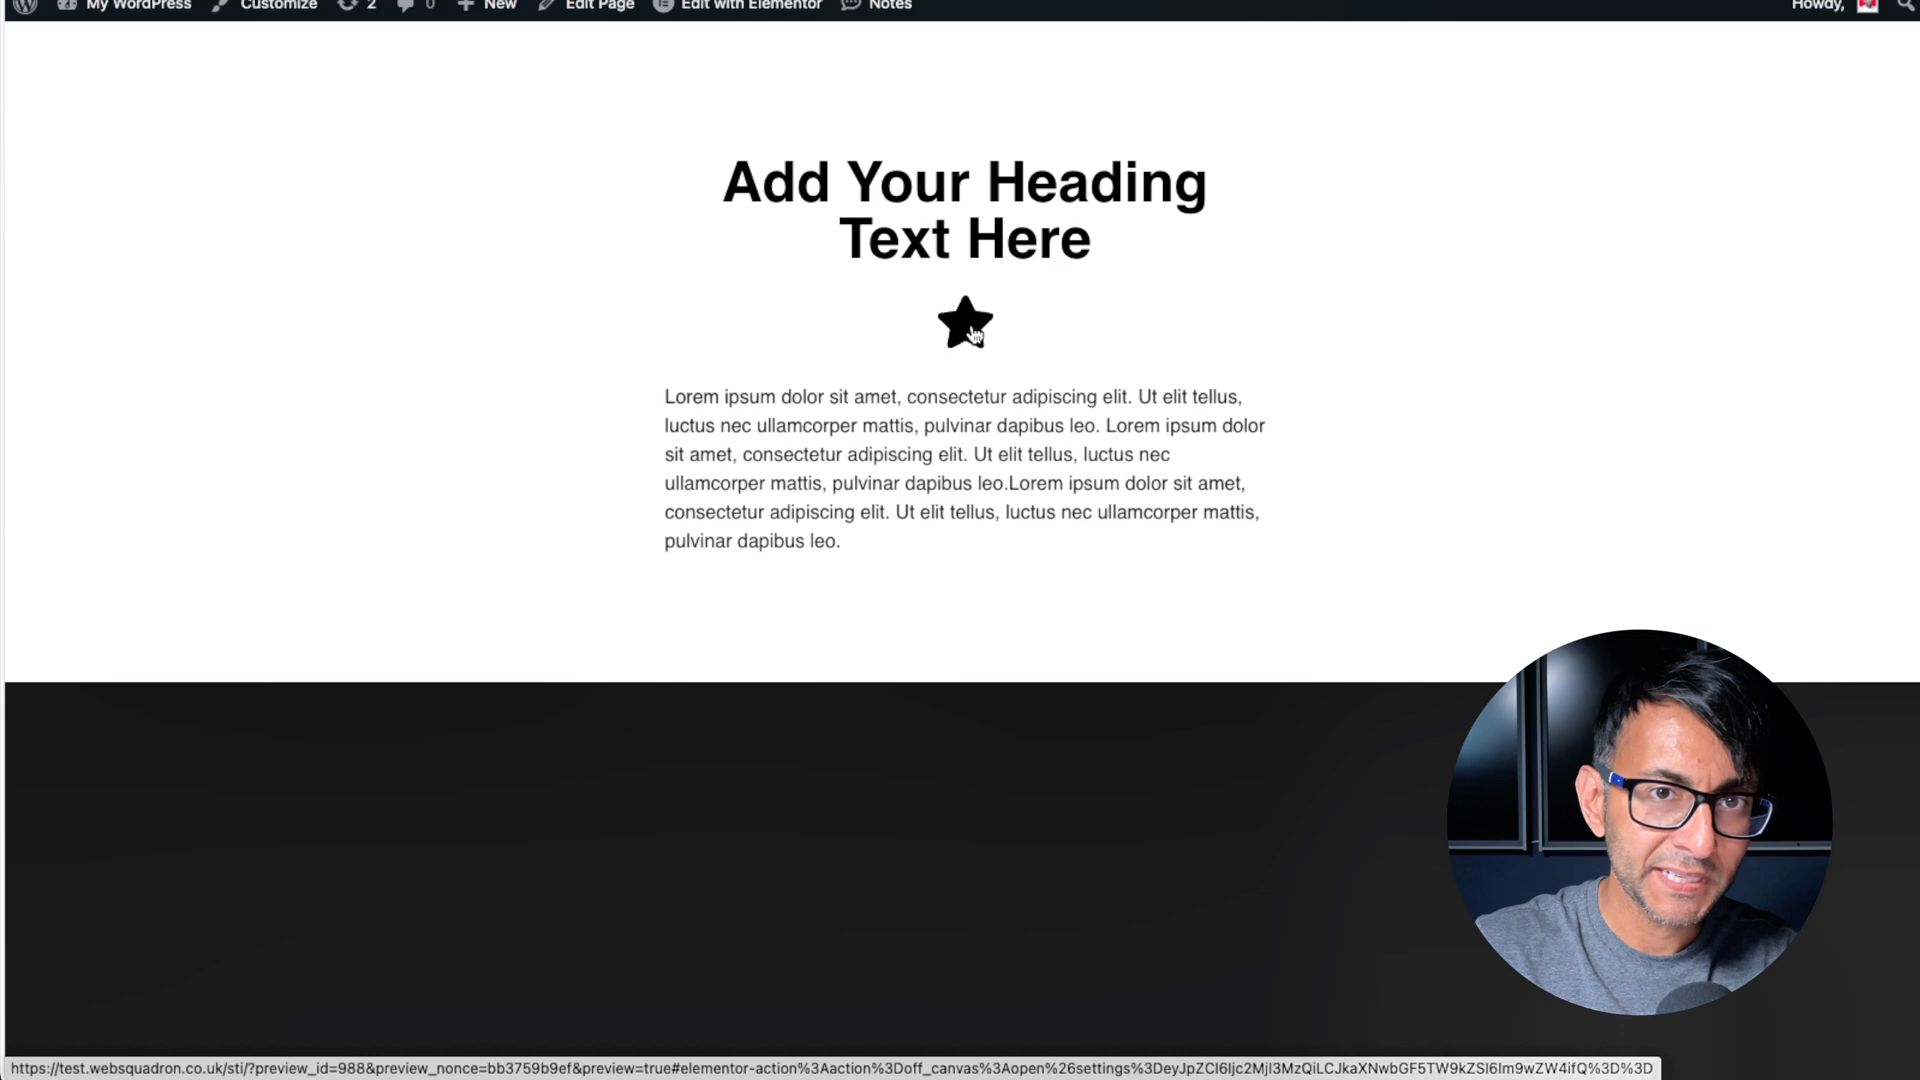 My WordPress Customize 2 0 New Edit Page Edit with Elementor Notes Howdy,
Add Your Heading
Text Here
Lorem ipsum dolor sit amet, consectetur adipiscing elit. Ut elit tellus,
luctus nec ullamcorper mattis, pulvinar dapibus leo. Lorem ipsum dolor
sit amet, consectetur adipiscing elit. Ut elit tellus, luctus nec
ullamcorper mattis, pulvinar dapibus leo.Lorem ipsum dolor sit amet,
consectetur adipiscing elit. Ut elit tellus, luctus nec ullamcorper mattis,
pulvinar dapibus leo.
https://test.websquadron.co.uk/sti/?preview_id=988&preview_nonce=bb3759b9ef&preview=true#elementor-action%3Aaction%3Doff_canvas%3Aopen%26settings%3DeyJpZCI6Ijc2MjI3MzQiLCJkaXNwbGF5TW9kZSI6Im9wZW4ifQ%3D%3D